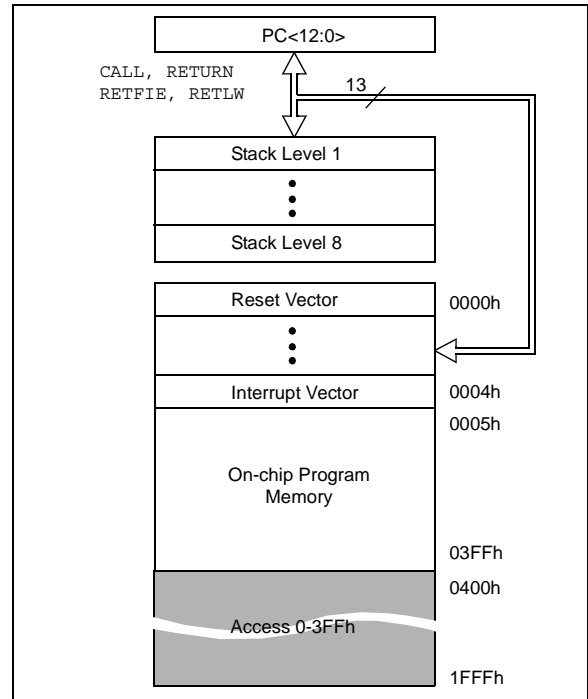 PC<12:0>
CALL, RETURN
RETFIE, RETLW
13
Stack Level 1
Stack Level 8
Reset Vector
0000h
Interrupt Vector
0004h
0005h
On-chip Program
Memory
03FFh
0400h
Access 0-3FFh
1FFFh